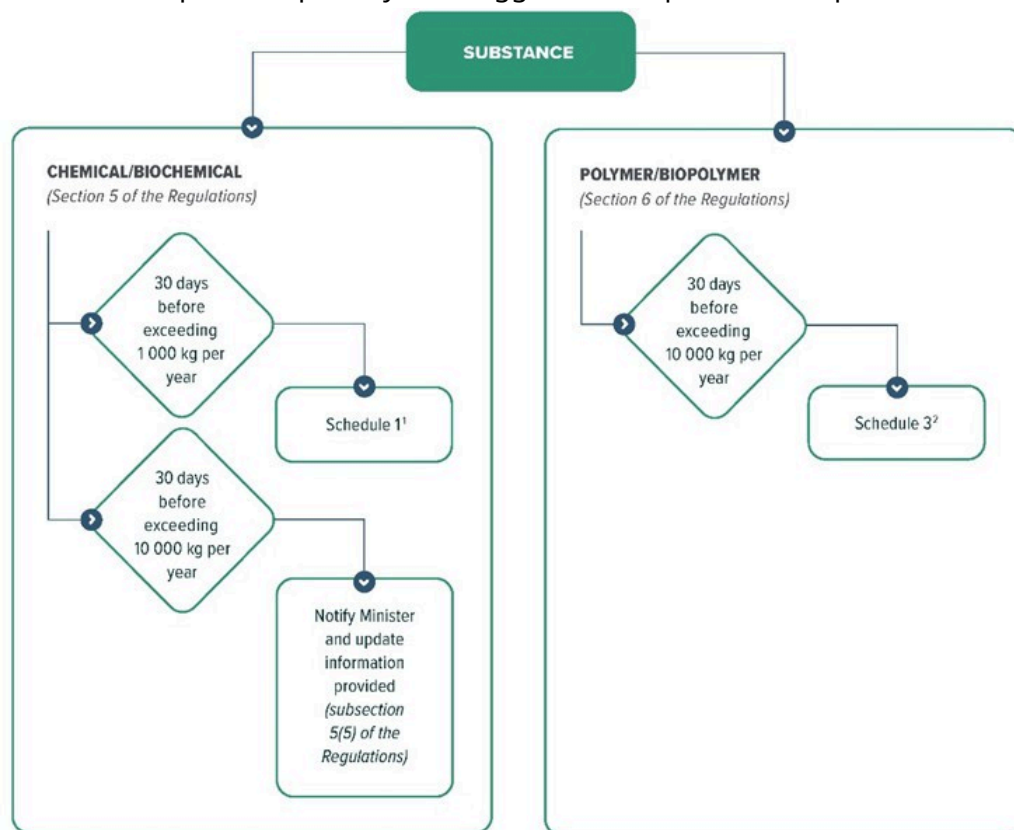 SUBSTANCE
CHEMICAL/BIOCHEMICAL
(Section 5 of the Regulations)
30 days
before
exceeding
1 000 kg per
year
Schedule 1¹
30 days
before
exceeding
10 000 kg per
year
Notify Minister
and update
information
provided
(subsection
5(5) of the
Regulations)
POLYMER/BIOPOLYMER
(Section 6 of the Regulations)
30 days
before
exceeding
10 000 kg per
year
Schedule 3²